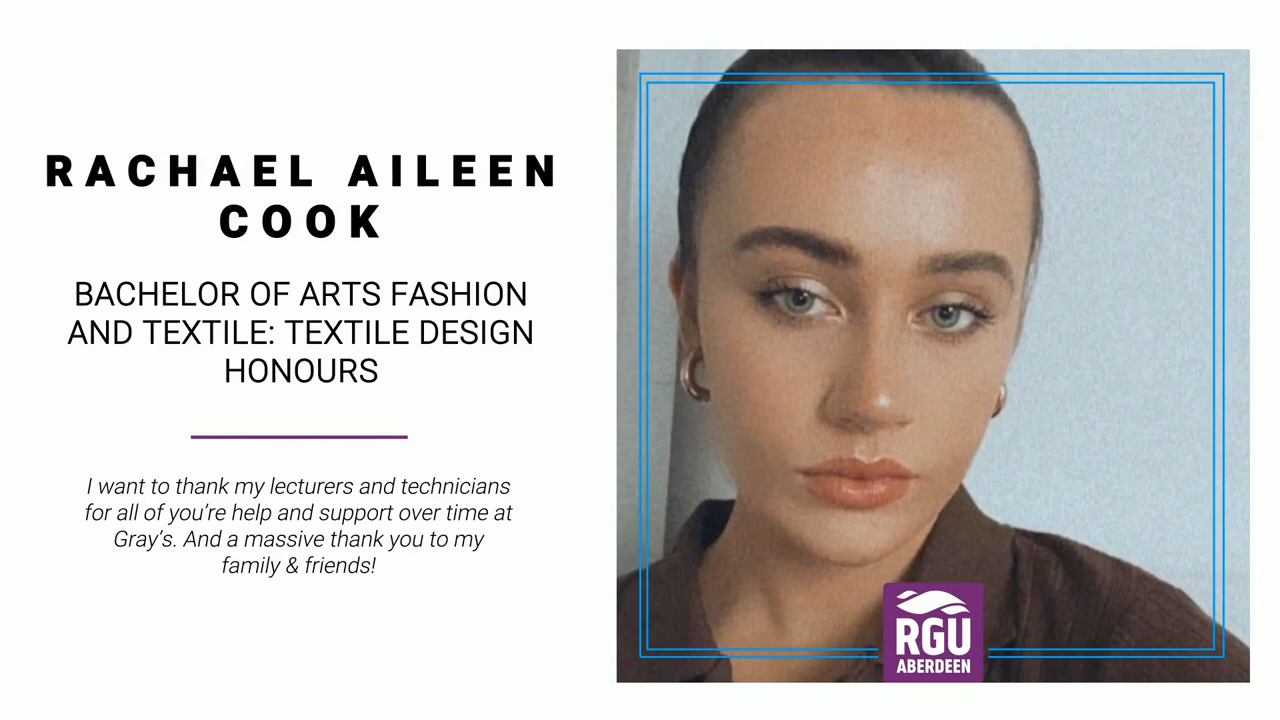 RACHAEL AILEEN
COOK
BACHELOR OF ARTS FASHION
AND TEXTILE: TEXTILE DESIGN
HONOURS
I want to thank my lecturers and technicians
for all of you’re help and support over time at
Gray’s. And a massive thank you to my
family & friends!
RGU
ABERDEEN